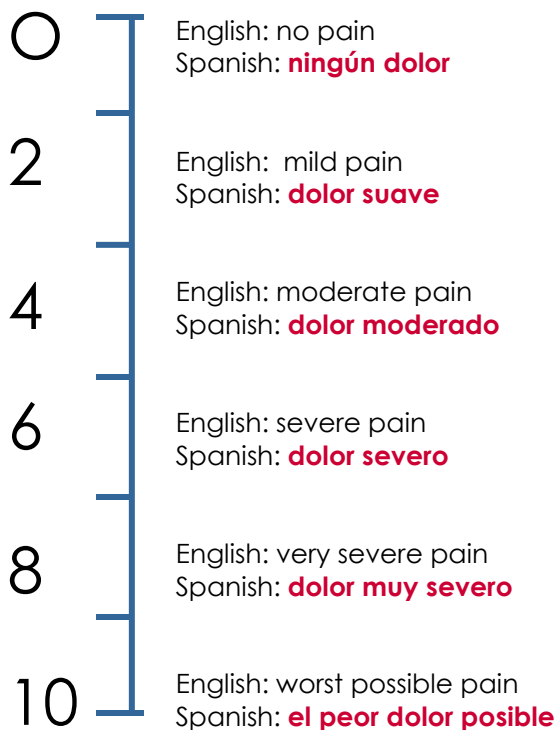 0
English: no pain
Spanish: ningún dolor
2
English: mild pain
Spanish: dolor suave
4
English: moderate pain
Spanish: dolor moderado
6
English: severe pain
Spanish: dolor severo
8
English: very severe pain
Spanish: dolor muy severo
10
English: worst possible pain
Spanish: el peor dolor posible